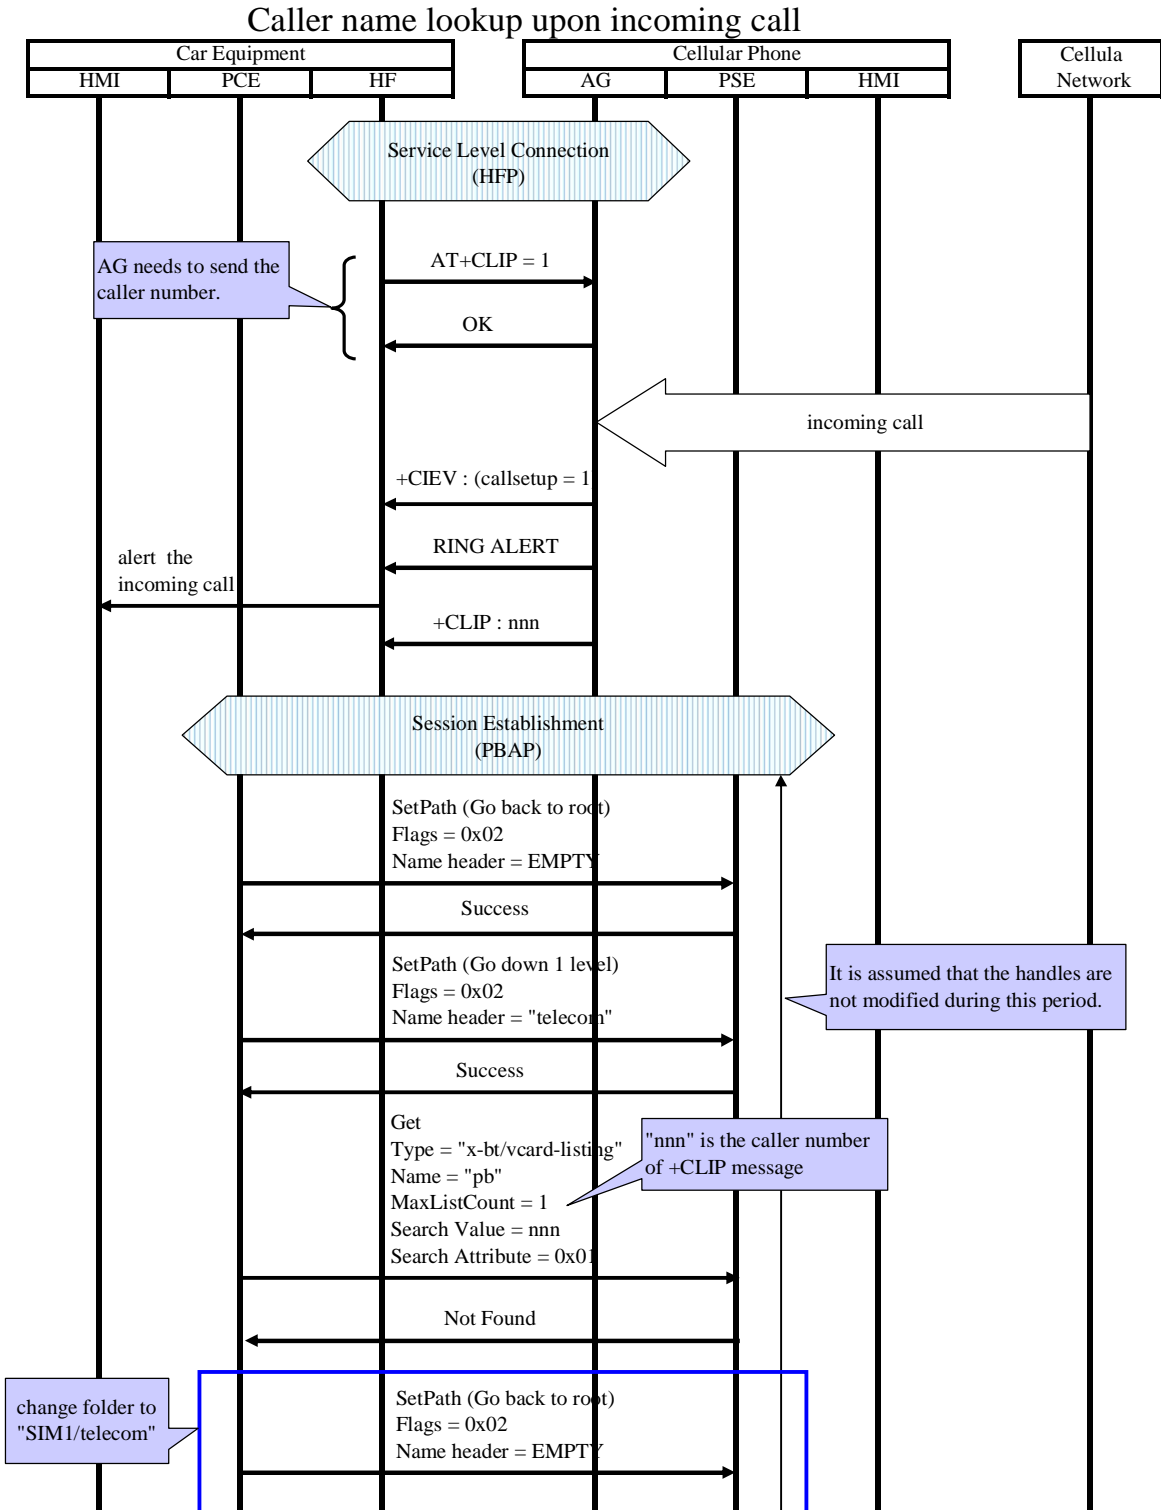 Caller name lookup upon incoming call
Car Equipment
Cellular Phone
Cellula
Network
HMI
PCE
HF
AG
PSE
HMI
Service Level Connection
(HFP)
AG needs to send the
caller number.
AT+CLIP = 1
OK
incoming call
+CIEV : (callsetup = 1
RING ALERT
alert the
incoming call
+CLIP : nnn
Session Establishment
(PBAP)
SetPath (Go back to root)
Flags = 0x02
Name header = EMPTY
Success
SetPath (Go down 1 level)
Flags = 0x02
Name header = "telecom"
It is assumed that the handles are
not modified during this period.
Success
Get
Type = "x-bt/vcard-listing"
Name = "pb"
MaxListCount = 1
Search Value = nnn
Search Attribute = 0x01
"nnn" is the caller number
of +CLIP message
Not Found
change folder to
"SIM1/telecom"
SetPath (Go back to root)
Flags = 0x02
Name header = EMPTY